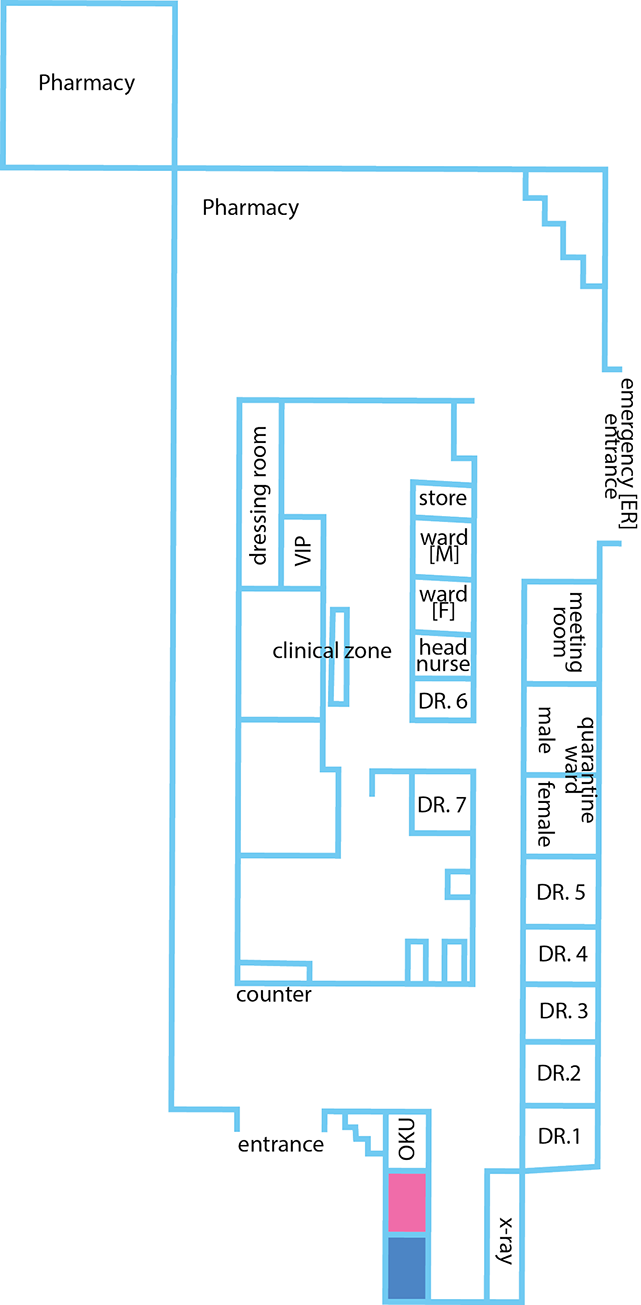 Pharmacy
Pharmacy
emergency [ER]
entrance
dressing room
VIP
store
ward
[M]
ward
[F]
clinical zone
head
nurse
DR. 6
meeting
room
quarantine
ward
male
female
DR. 7
DR. 5
DR. 4
DR. 3
DR.2
DR.1
counter
entrance
OKU
x-ray